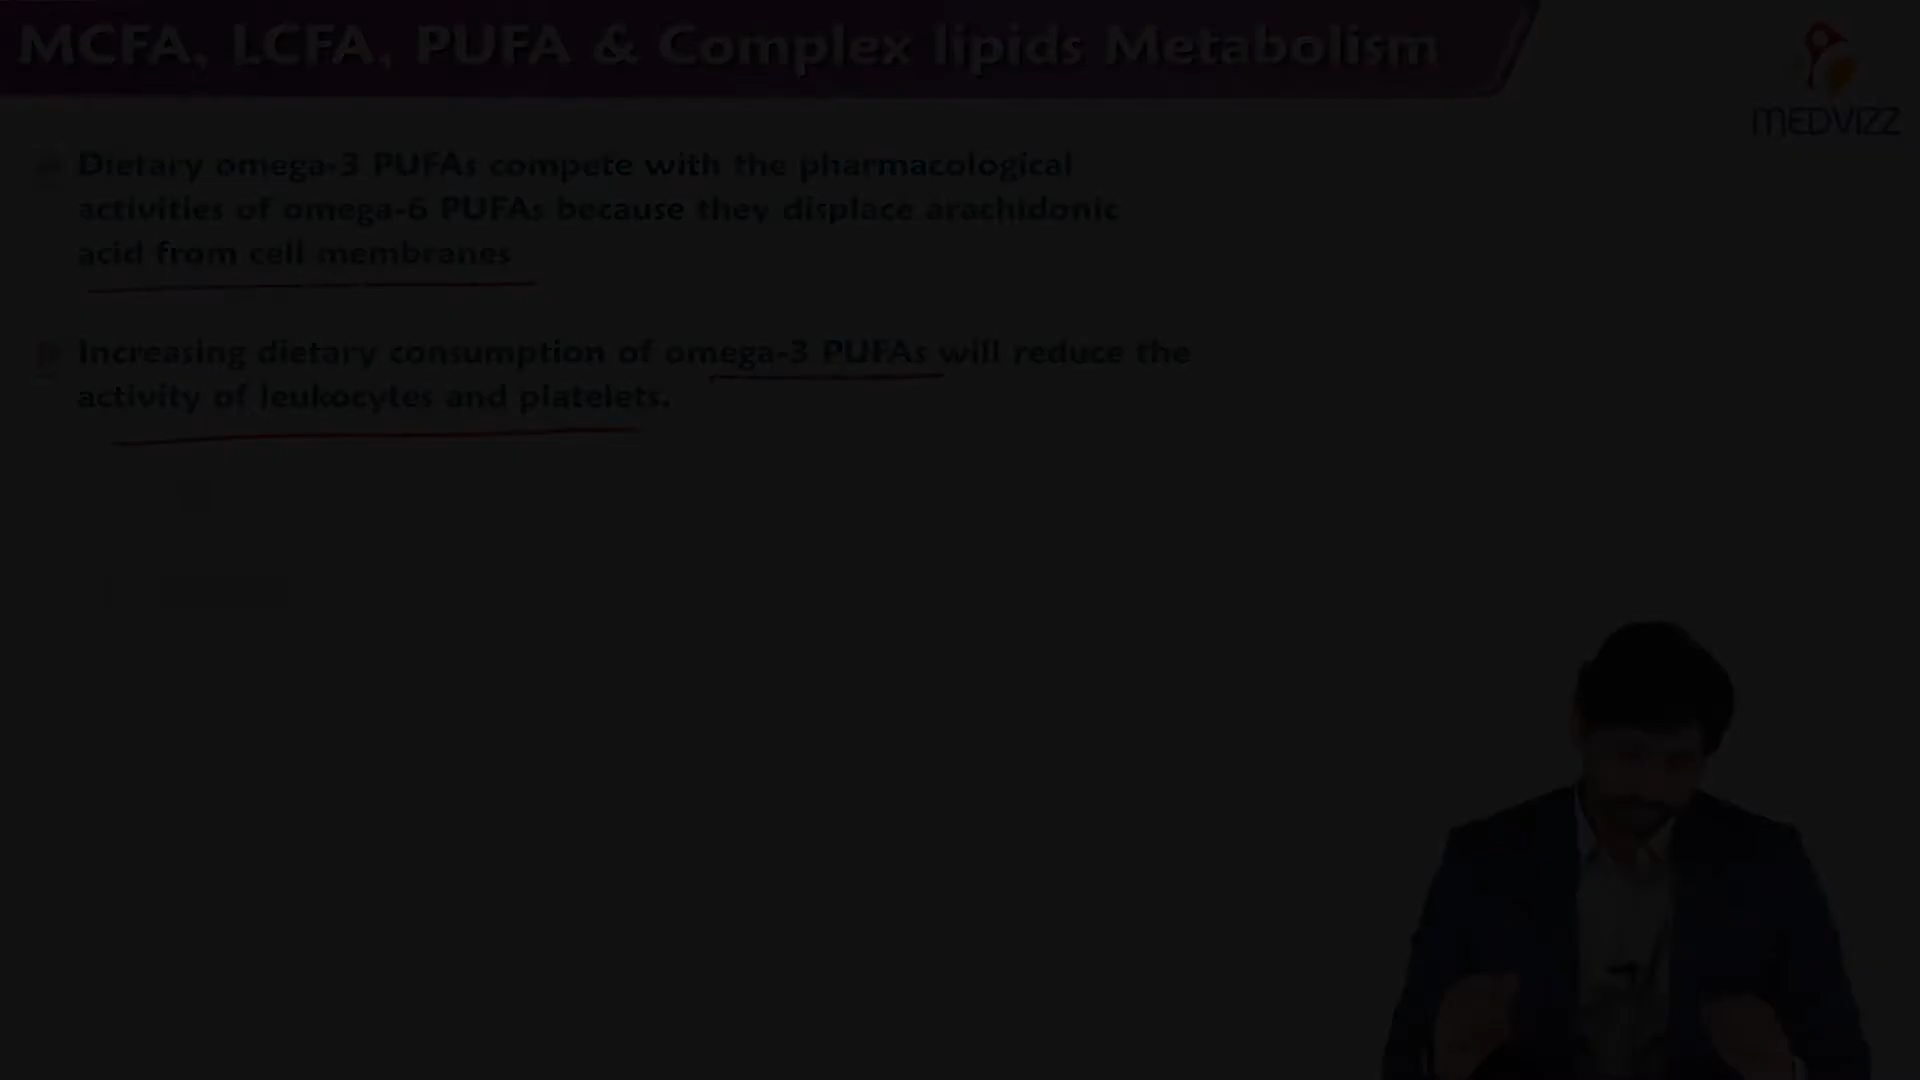 MCFA, LCFA, PUFA & Complex lipids Metabolism
MEDVIZZ
Dietary omega-3 PUFAs compete with the pharmacological
activities of omega-6 PUFAs because they displace arachidonic
acid from cell membranes
Increasing dietary consumption of omega-3 PUFAs will reduce the
activity of leukocytes and platelets.